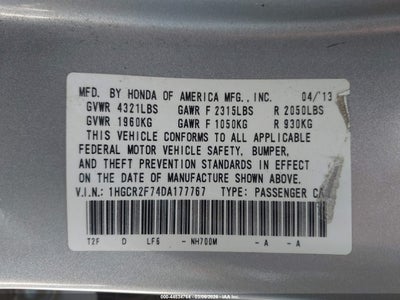 MFD. BY HONDA OF AMERICA MFG., INC. 04/13
GVWR 4321LBS GAWR F 2315LBS R 2050LBS
GVWR 1960KG GAWR F 1050KG R 930KG
THIS VEHICLE CONFORMS TO ALL APPLICABLE
FEDERAL MOTOR VEHICLE SAFETY, BUMPER,
AND THEFT PREVENTION STANDARDS IN EFFECT
ON THE DATE OF MANUFACTURE SHOWN ABOVE.
V.I.N.: 1HGCR2F74DA177767 TYPE: PASSENGER CA
T2F D LF6 - NH700M - A - A